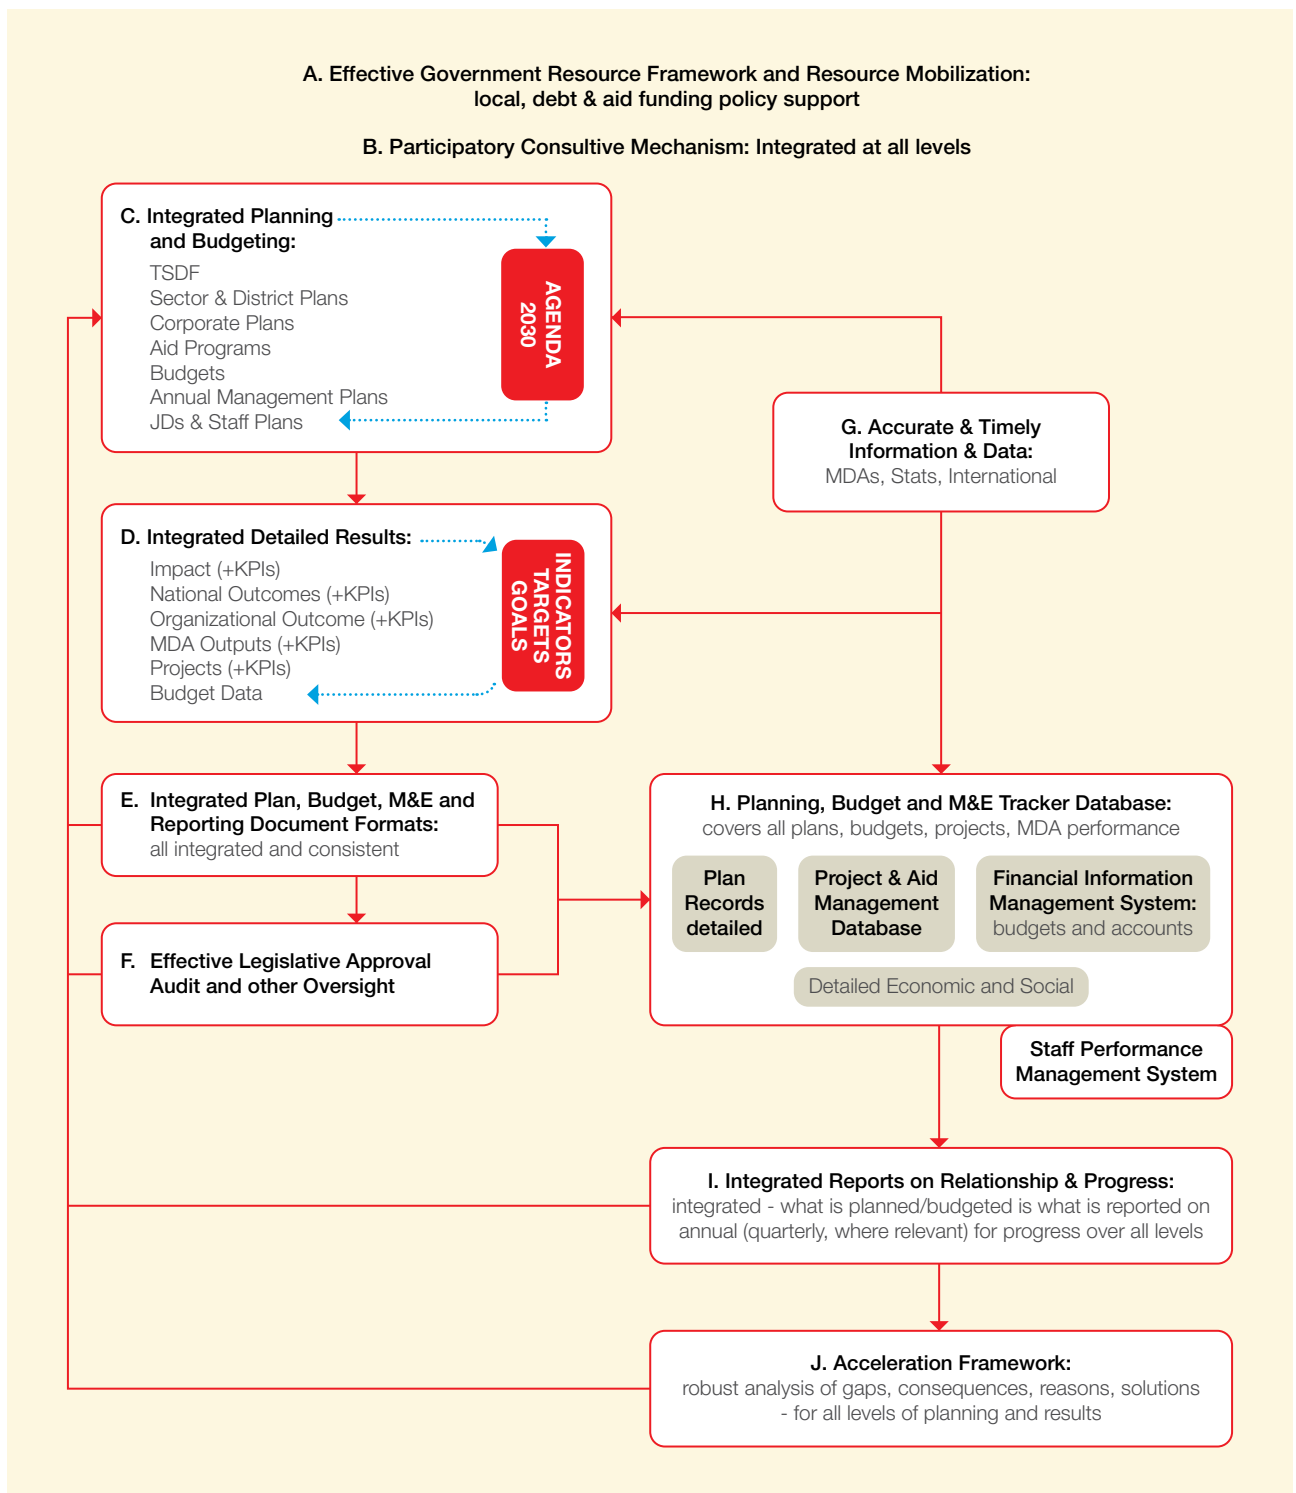 A. Effective Government Resource Framework and Resource Mobilization:
local, debt & aid funding policy support
B. Participatory Consultive Mechanism: Integrated at all levels
C. Integrated Planning
and Budgeting:
TSDF
Sector & District Plans
Corporate Plans
Aid Programs
Budgets
Annual Management Plans
JDs & Staff Plans
AGENDA
2030
D. Integrated Detailed Results:
Impact (+KPIs)
National Outcomes (+KPIs)
Organizational Outcome (+KPIs)
MDA Outputs (+KPIs)
Projects (+KPIs)
Budget Data
INDICATORS
TARGETS
GOALS
E. Integrated Plan, Budget, M&E and
Reporting Document Formats:
all integrated and consistent
F. Effective Legislative Approval
Audit and other Oversight
G. Accurate & Timely
Information & Data:
MDAs, Stats, International
H. Planning, Budget and M&E Tracker Database:
covers all plans, budgets, projects, MDA performance
Plan
Records
detailed
Project & Aid
Management
Database
Financial Information
Management System:
budgets and accounts
Detailed Economic and Social
Staff Performance
Management System
I. Integrated Reports on Relationship & Progress:
integrated - what is planned/budgeted is what is reported on
annual (quarterly, where relevant) for progress over all levels
J. Acceleration Framework:
robust analysis of gaps, consequences, reasons, solutions
- for all levels of planning and results